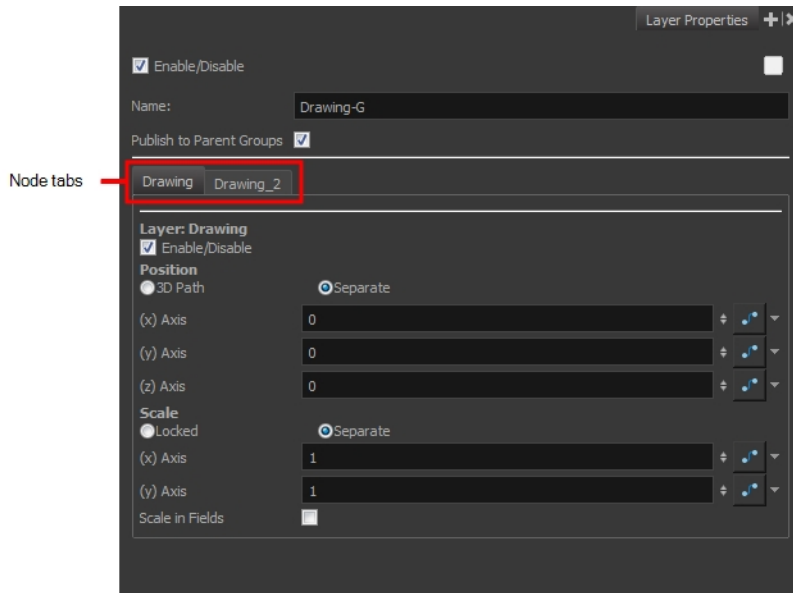 Layer Properties
Enable/Disable
Name: Drawing-G
Publish to Parent Groups
Node tabs
Drawing Drawing_2
Layer: Drawing
Enable/Disable
Position
3D Path Separate
(x) Axis 0
(y) Axis 0
(z) Axis 0
Scale
Locked Separate
(x) Axis 1
(y) Axis 1
Scale in Fields